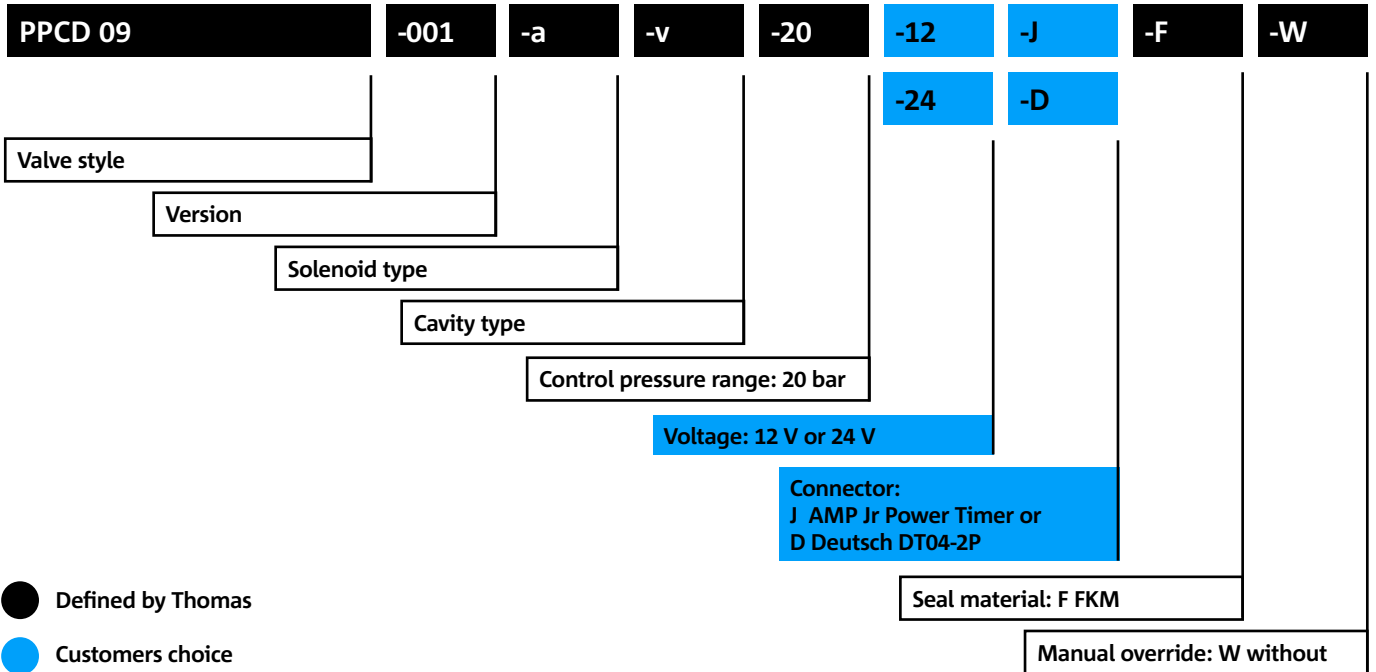 PPCD 09 -001 -a -v -20 -12 -J -F -W
-24 -D
Valve style
Version
Solenoid type
Cavity type
Control pressure range: 20 bar
Voltage: 12 V or 24 V
Connector:
J AMP Jr Power Timer or
D Deutsch DT04-2P
Defined by Thomas
Seal material: F FKM
Customers choice
Manual override: W without